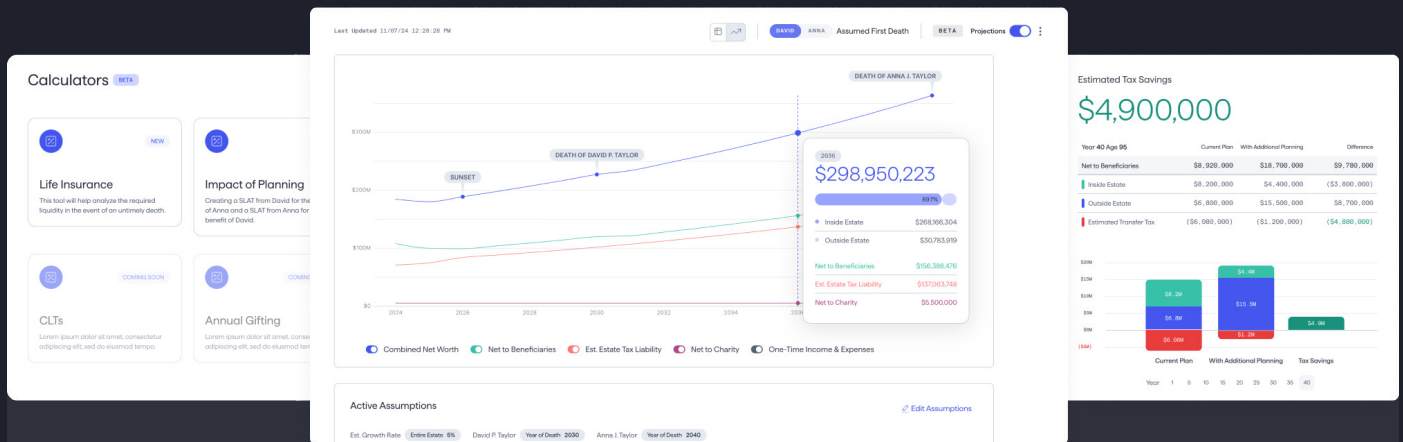 Calculators BETA
NEW
Life Insurance
This tool will help analyze the required
liquidity in the event of an untimely death.
Impact of Planning
Creating a SLAT from David for the
of Anna and a SLAT from Anna for
benefit of David.
COMING SOON
CLTs
Lorem ipsum dolor sit amet, consectetur
adipiscing elit, sed do eiusmod tempo.
COMING
Annual Gifting
Lorem ipsum dolor sit amet, conse
adipiscing elit, sed do eiusmod ter
Last Updated 11/07/24 12:28:28 PM
DAVID ANNA Assumed First Death BETA Projections
DEATH OF ANNA J. TAYLOR
$300M
DEATH OF DAVID P. TAYLOR
SUNSET
$200M
$100M
$0
2024 2026 2028 2030 2032 2034 2036
2036
$298,950,223
89.7%
Inside Estate $268,166,304
Outside Estate $30,783,919
Net to Beneficiaries $156,386,476
Est. Estate Tax Liability $137,063,748
Net to Charity $5,500,000
Combined Net Worth Net to Beneficiaries Est. Estate Tax Liability Net to Charity One-Time Income & Expenses
Active Assumptions Edit Assumptions
Est. Growth Rate Entire Estate 5% David P. Taylor Year of Death 2030 Anna J. Taylor Year of Death 2040
Estimated Tax Savings
$4,900,000
Year 40 Age 95 Current Plan With Additional Planning Difference
Net to Beneficiaries $8,920,000 $18,700,000 $9,780,000
Inside Estate $8,200,000 $4,400,000 ($3,800,000)
Outside Estate $6,800,000 $15,500,000 $8,700,000
Estimated Transfer Tax ($6,080,000) ($1,200,000) ($4,880,000)
$20M
$15M
$10M
$5M
$0M
($5M)
$8.2M
$6.8M
$6.08M
$4.4M
$15.5M
$1.2M
$4.9M
Current Plan With Additional Planning Tax Savings
Year 1 5 10 15 20 25 30 35 40